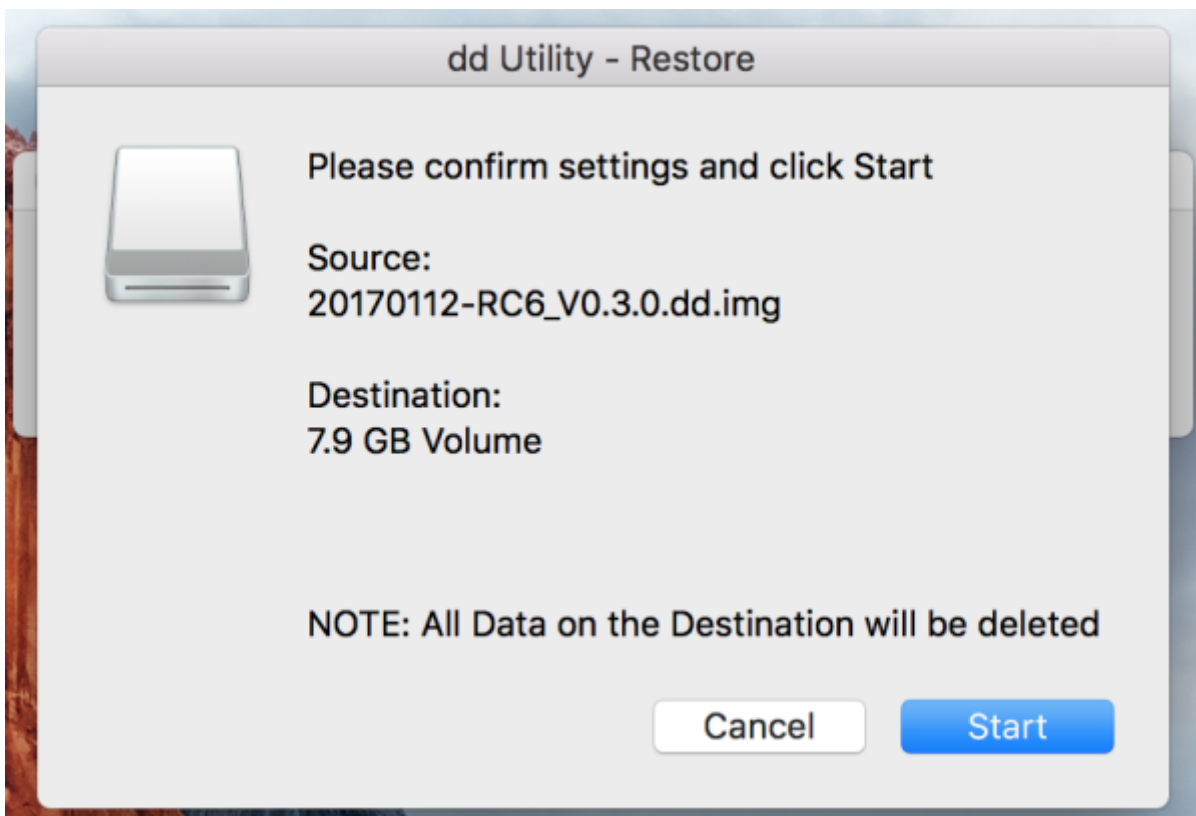 dd Utility - Restore
Please confirm settings and click Start
Source:
20170112-RC6_V0.3.0.dd.img
Destination:
7.9 GB Volume
NOTE: All Data on the Destination will be deleted
Cancel
Start